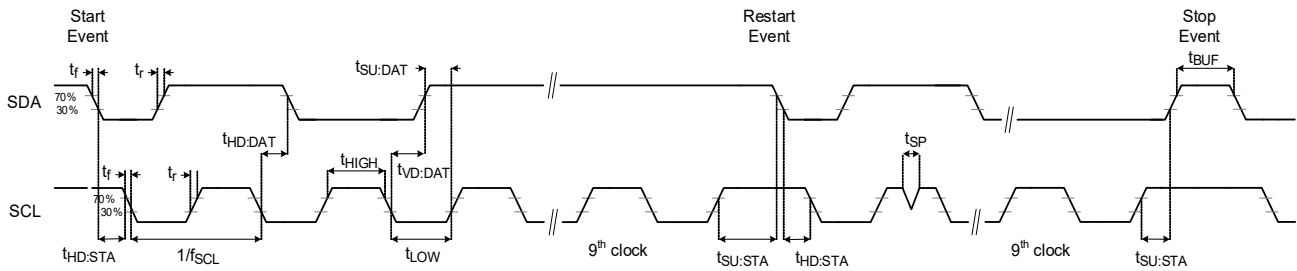 Start
Event
Restart
Event
Stop
Event
tf
tr
tSU:DAT
tBUF
SDA
70%
30%
tHD:DAT
tHIGH
tVD:DAT
tSP
tf
tr
SCL
70%
30%
tHD:STA
1/fSCL
tLOW
9th clock
tSU:STA
tHD:STA
9th clock
tSU:STA